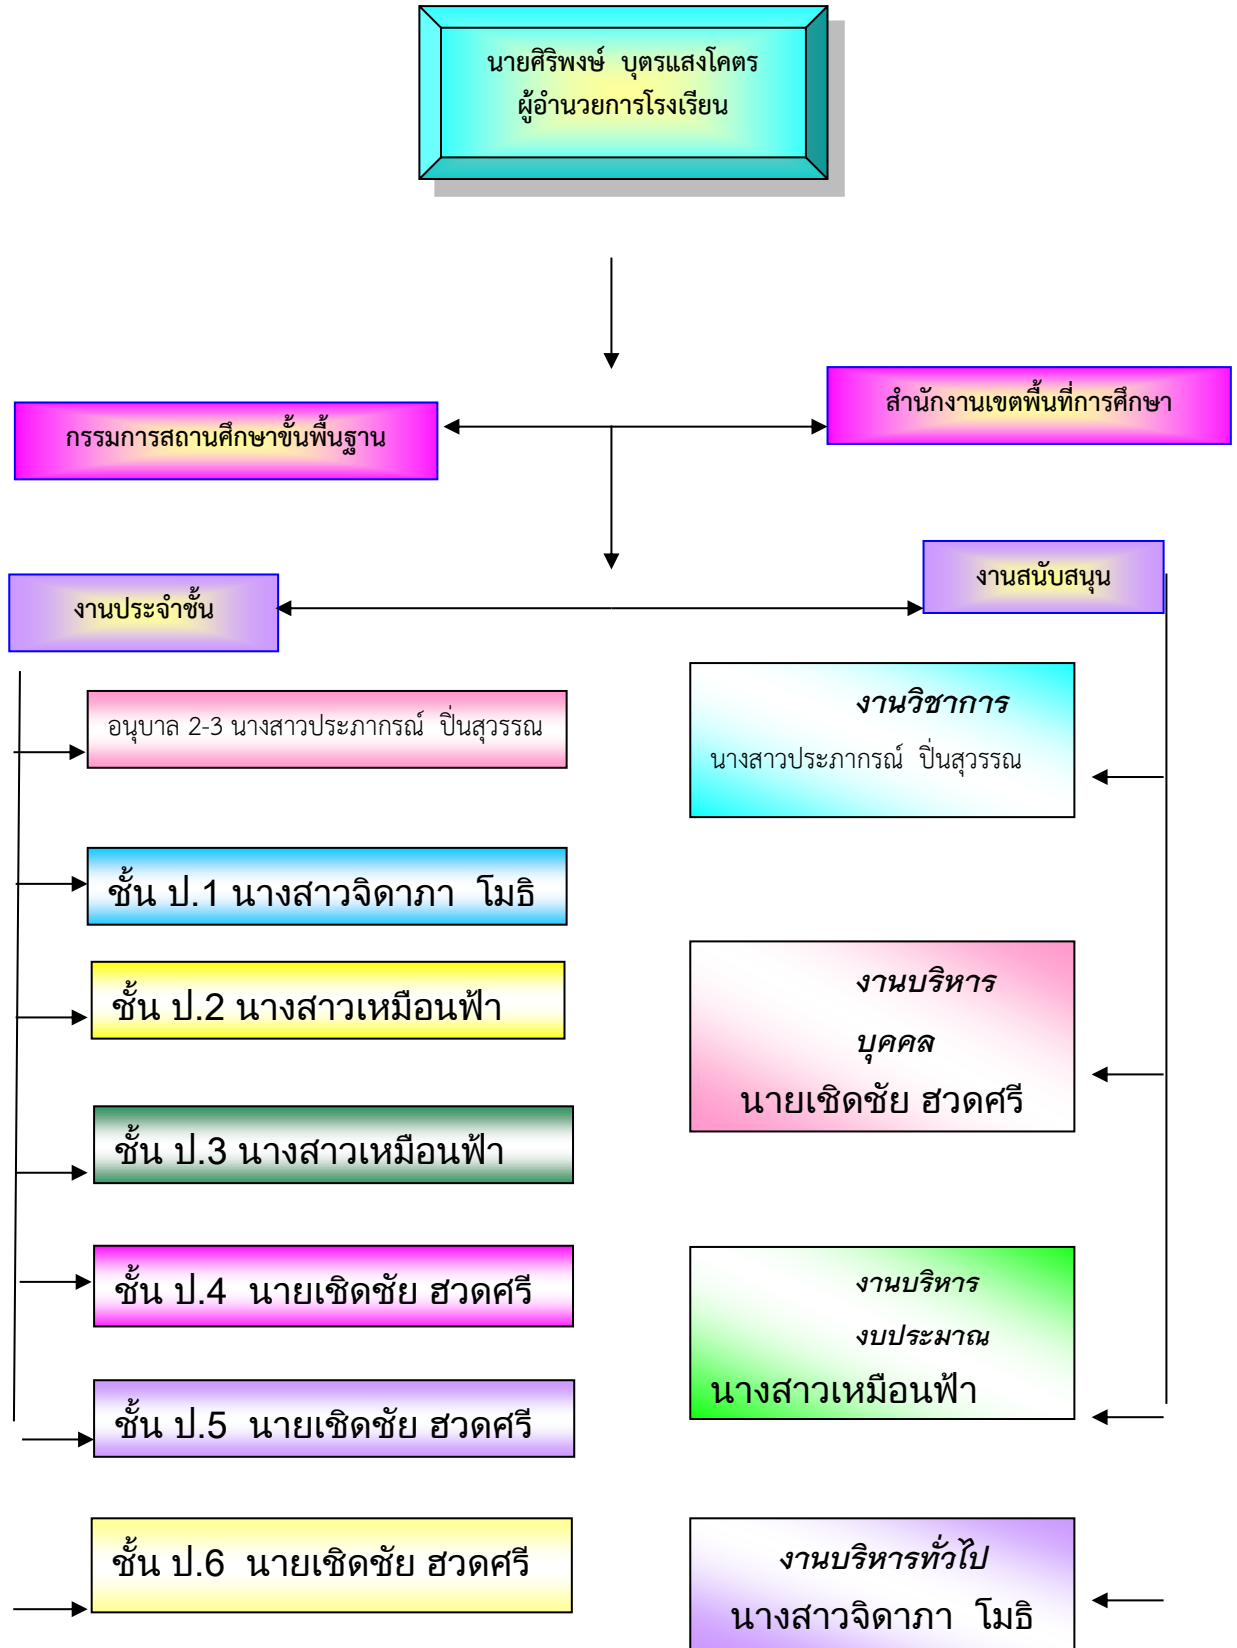 นายศิริพงษ์  บุตรแสงโคตร
ผู้อำนวยการโรงเรียน
กรรมการสถานศึกษาขั้นพื้นฐาน
สำนักงานเขตพื้นที่การศึกษา
งานประจำชั้น
งานสนับสนุน
อนุบาล 2-3 นางสาวประภากรณ์  ปิ่นสุวรรณ
ชั้น ป.1 นางสาวจิดาภา  โมธิ
ชั้น ป.2 นางสาวเหมือนฟ้า
ชั้น ป.3 นางสาวเหมือนฟ้า
ชั้น ป.4  นายเชิดชัย ฮวดศรี
ชั้น ป.5  นายเชิดชัย ฮวดศรี
ชั้น ป.6  นายเชิดชัย ฮวดศรี
งานวิชาการ
นางสาวประภากรณ์  ปิ่นสุวรรณ
งานบริหาร
บุคคล
นายเชิดชัย ฮวดศรี
งานบริหาร
งบประมาณ
นางสาวเหมือนฟ้า
งานบริหารทั่วไป
นางสาวจิดาภา  โมธิ